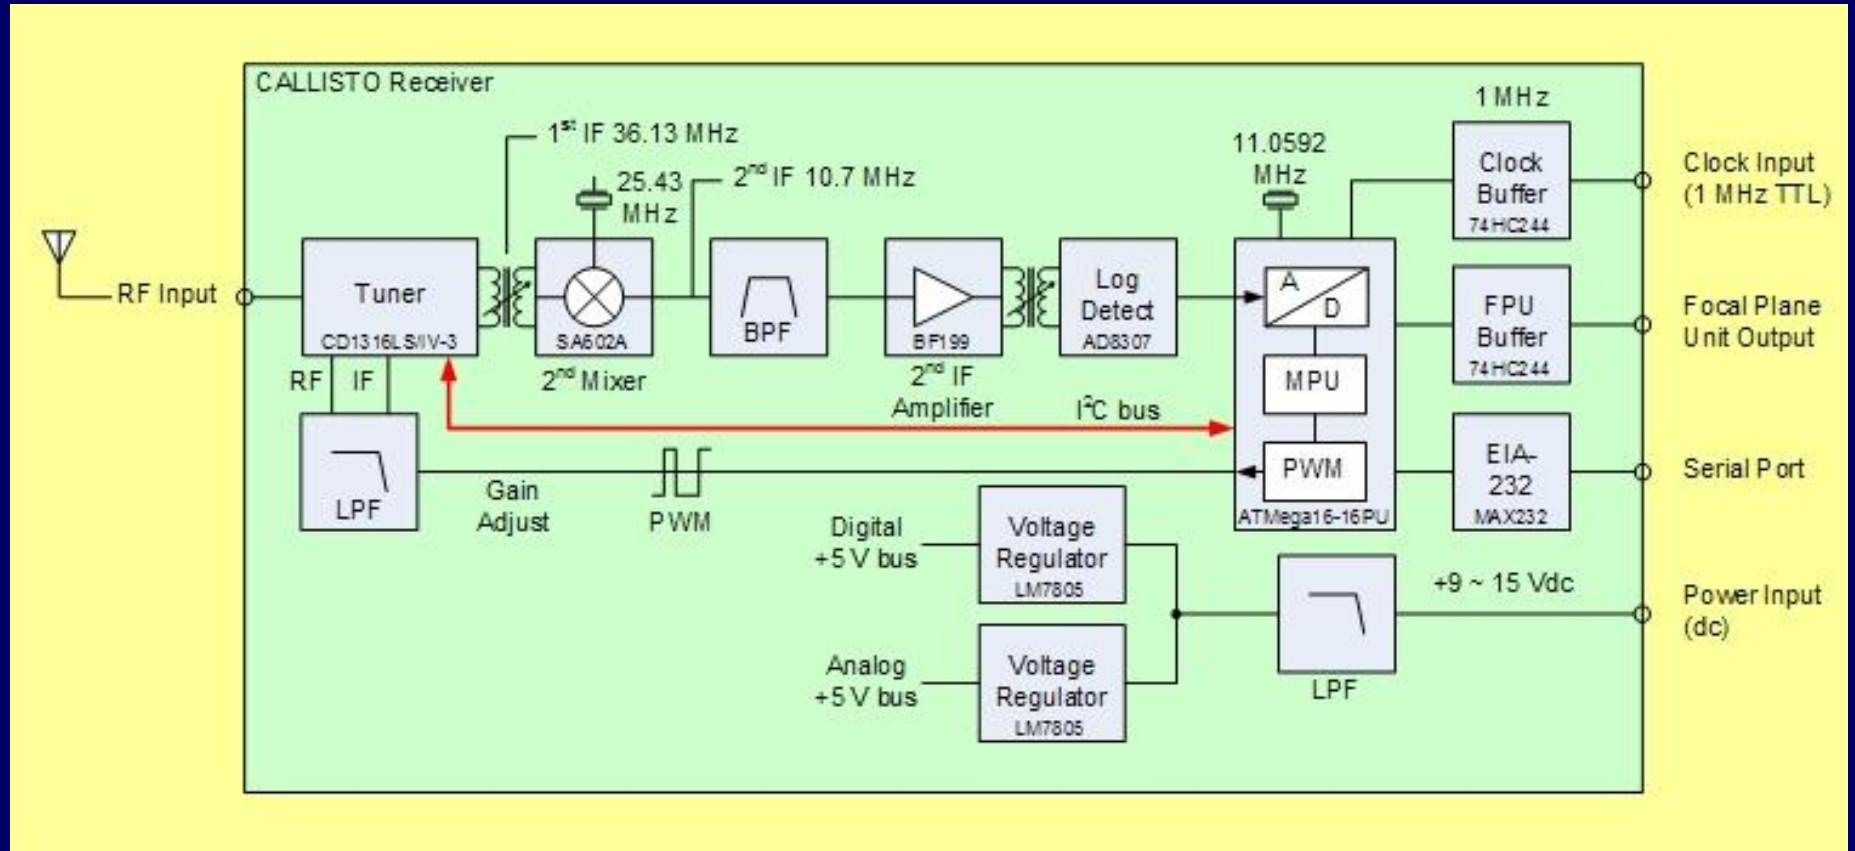 CALLISTO Receiver
1st IF 36.13 MHz
25.43
MHz
2nd IF 10.7 MHz
11.0592
MHz
1 MHz
Clock
Buffer
74HC244
Clock Input
(1 MHz TTL)
RF Input
Tuner
CD1316LS/IV-3
SA602A
2nd Mixer
BPF
BF199
2nd IF
Amplifier
Log
Detect
AD8307
A
D
MPU
PWM
ATMega16-16PU
FPU
Buffer
74HC244
Focal Plane
Unit Output
RF
IF
I2C bus
LPF
Gain
Adjust
PWM
EIA-
232
MAX232
Serial Port
Digital
+5 V bus
Voltage
Regulator
LM7805
+9 ~ 15 Vdc
Power Input
(dc)
LPF
Analog
+5 V bus
Voltage
Regulator
LM7805